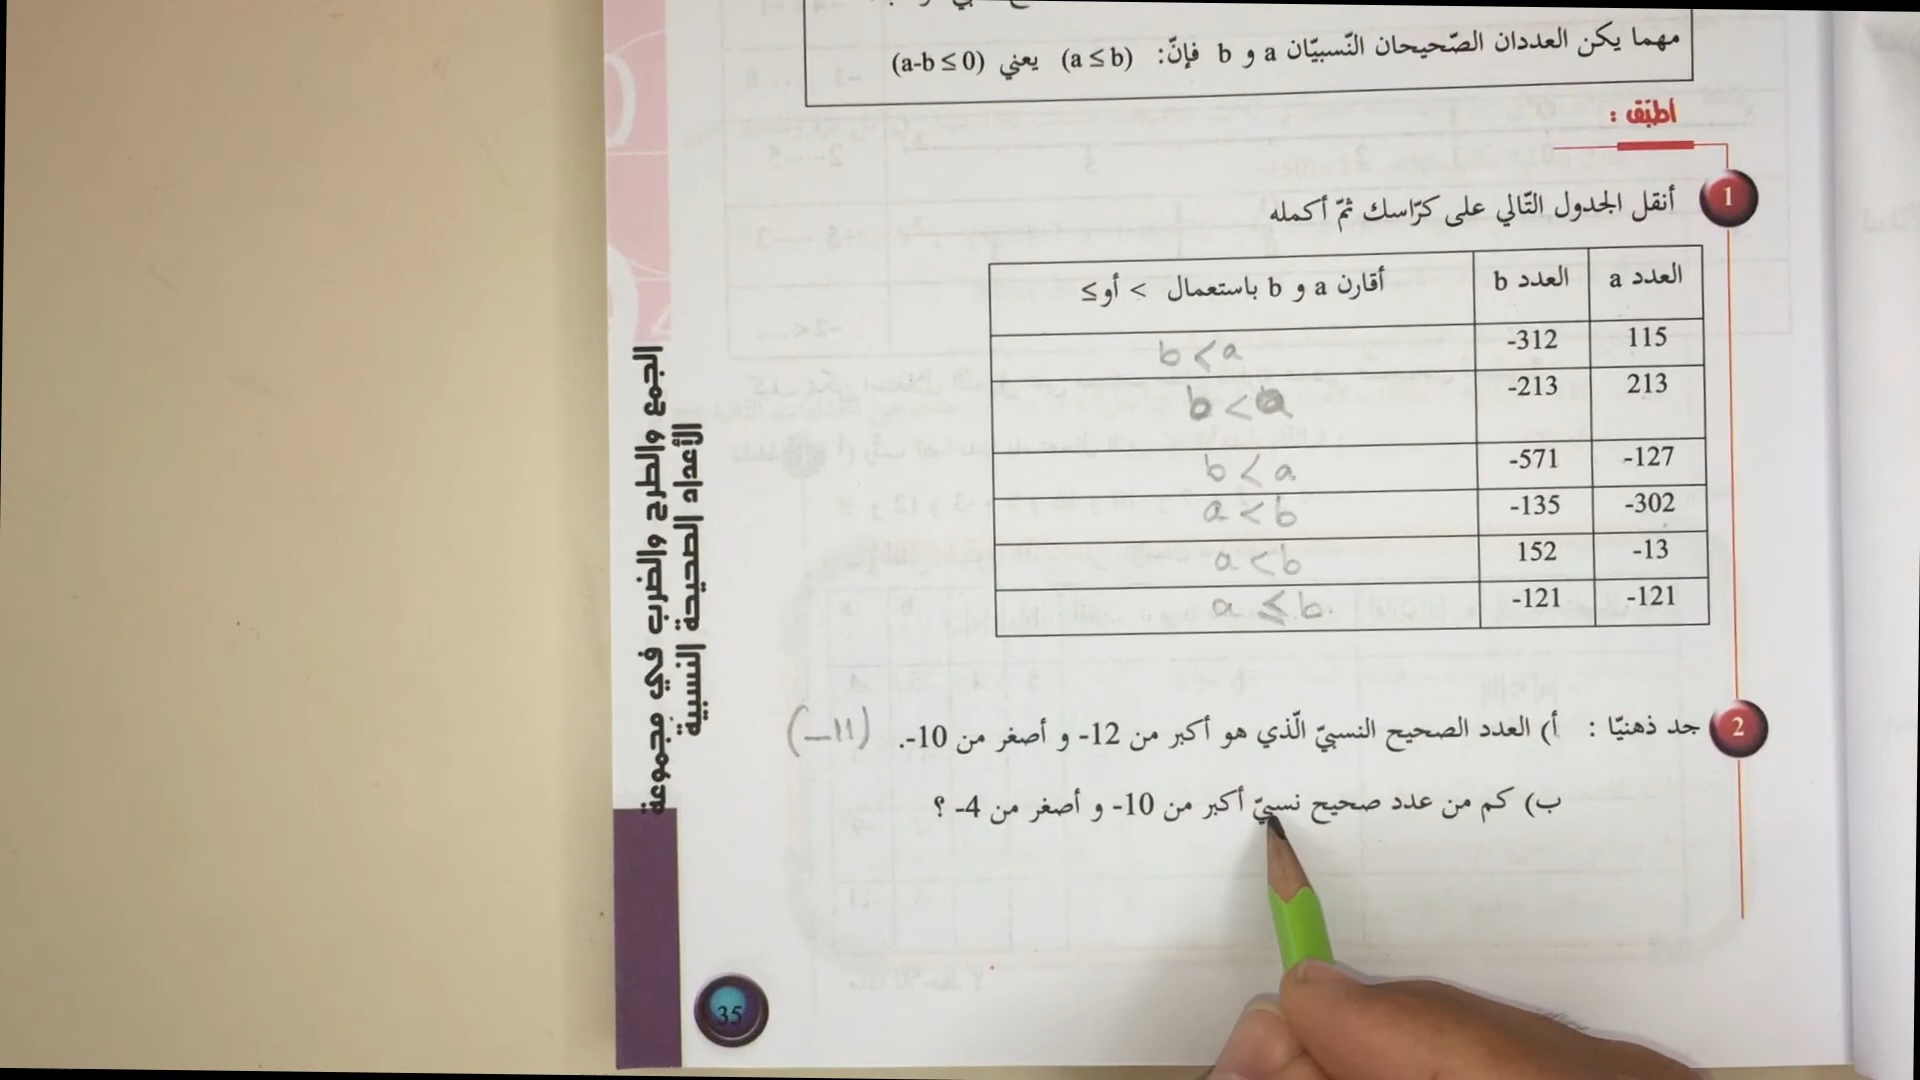 مهما يكن العددان الصّحيحان النّسبيّان a و b فإنّ: (a ≤ b) يعني (a-b ≤ 0)
أطبّق :
1
أنقل الجدول التّالي على كرّاسك ثمّ أكمله
العدد a العدد b أقارن a و b باستعمال < أو ≤
115 -312 b < a
213 -213 b < a
-127 -571 b < a
-302 -135 a < b
-13 152 a < b
-121 -121 a ≤ b
2
جد ذهنيّا : أ) العدد الصحيح النسبيّ الّذي هو أكبر من 12- و أصغر من 10-. (-11)
ب) كم من عدد صحيح نسبيّ أكبر من 10- و أصغر من 4- ؟
الجمع والطرح والضرب في مجموعة
الأعداد الصحيحة النسبية
35